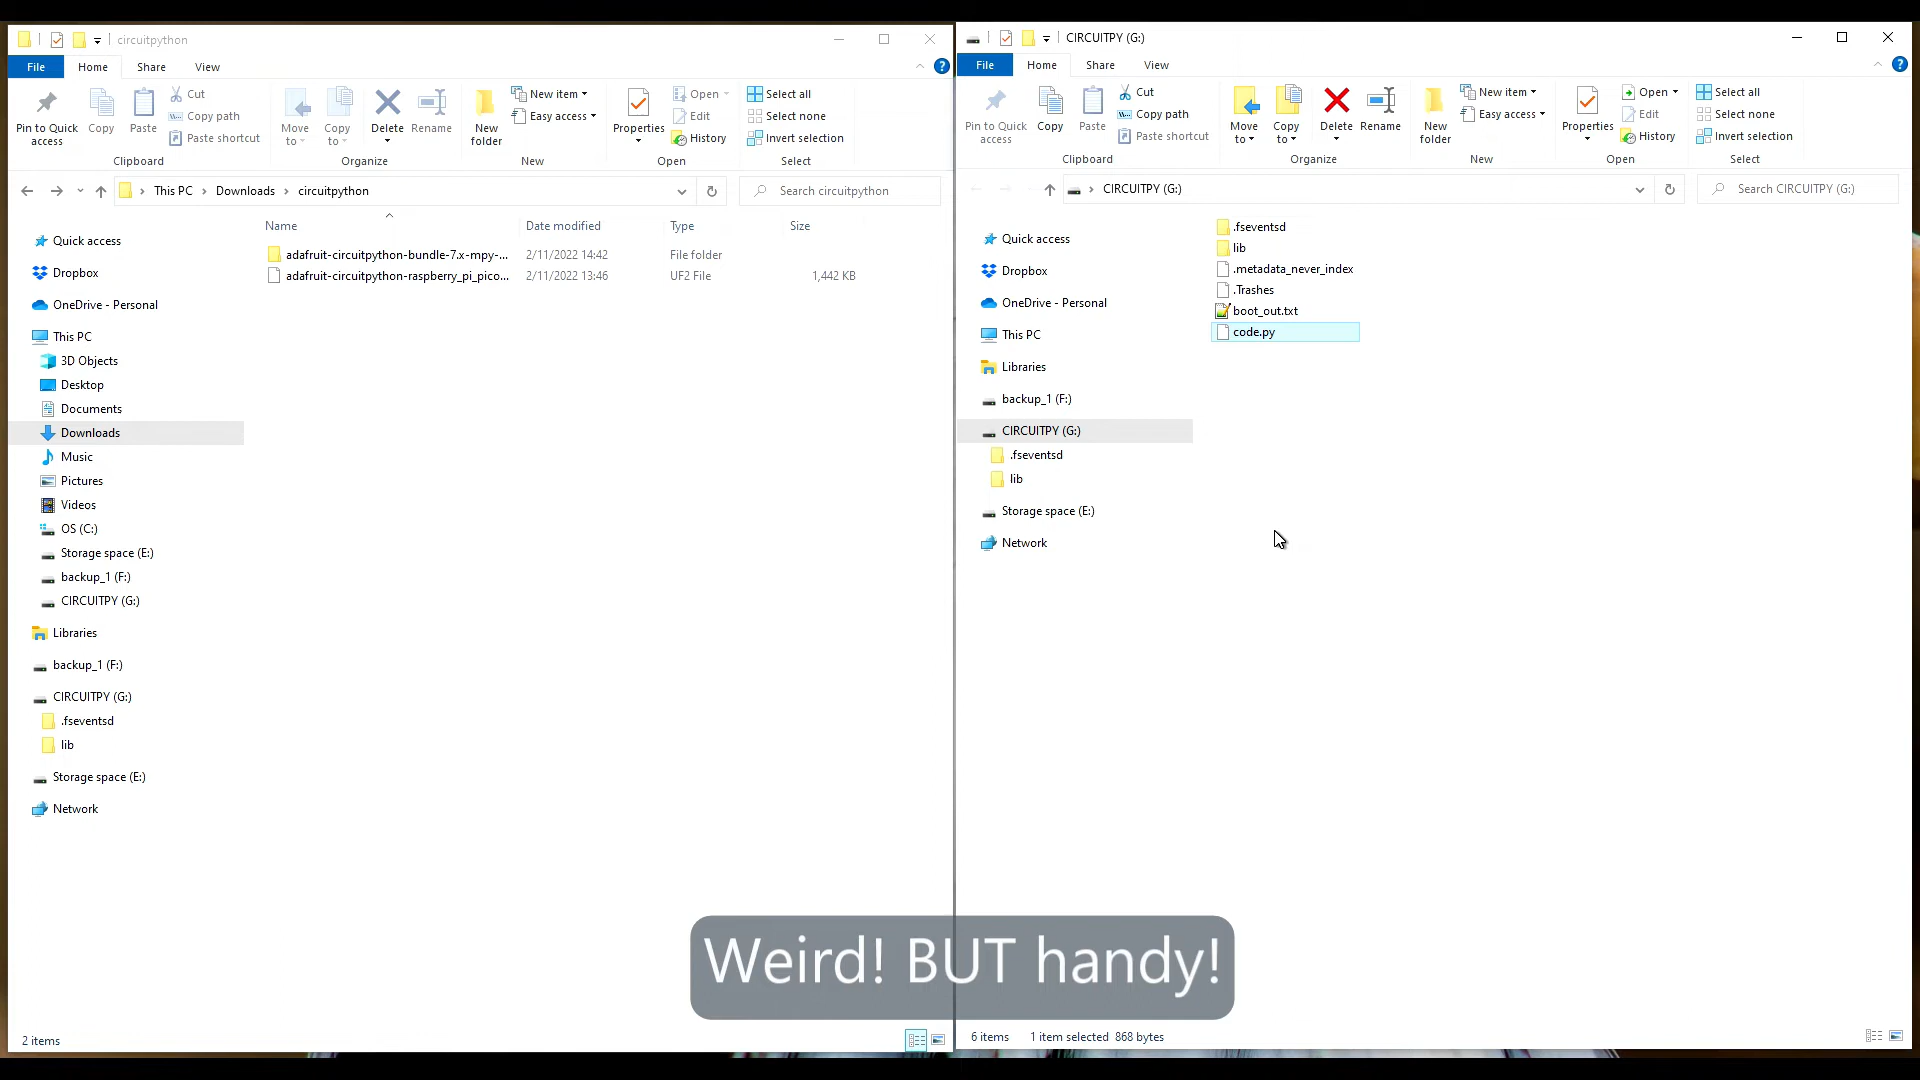 circuitpython
File
Home
Share
View
Pin to Quick access
Copy
Paste
Cut
Copy path
Paste shortcut
Clipboard
Move to
Copy to
Delete
Rename
Organize
New folder
New item
Easy access
New
Properties
Open
Edit
History
Open
Select all
Select none
Invert selection
Select
This PC
Downloads
circuitpython
Search circuitpython
Name
Date modified
Type
Size
adafruit-circuitpython-bundle-7.x-mpy-...
2/11/2022 14:42
File folder
adafruit-circuitpython-raspberry_pi_pico...
2/11/2022 13:46
UF2 File
1,442 KB
Quick access
Dropbox
OneDrive - Personal
This PC
3D Objects
Desktop
Documents
Downloads
Music
Pictures
Videos
OS (C:)
Storage space (E:)
backup_1 (F:)
CIRCUITPY (G:)
Libraries
backup_1 (F:)
CIRCUITPY (G:)
.fseventsd
lib
Storage space (E:)
Network
2 items
CIRCUITPY (G:)
File
Home
Share
View
Pin to Quick access
Copy
Paste
Cut
Copy path
Paste shortcut
Clipboard
Move to
Copy to
Delete
Rename
Organize
New folder
New item
Easy access
New
Properties
Open
Edit
History
Open
Select all
Select none
Invert selection
Select
CIRCUITPY (G:)
Search CIRCUITPY (G:)
Quick access
Dropbox
OneDrive - Personal
This PC
Libraries
backup_1 (F:)
CIRCUITPY (G:)
.fseventsd
lib
Storage space (E:)
Network
.fseventsd
lib
.metadata_never_index
.Trashes
boot_out.txt
code.py
6 items
1 item selected 868 bytes
Weird! BUT handy!